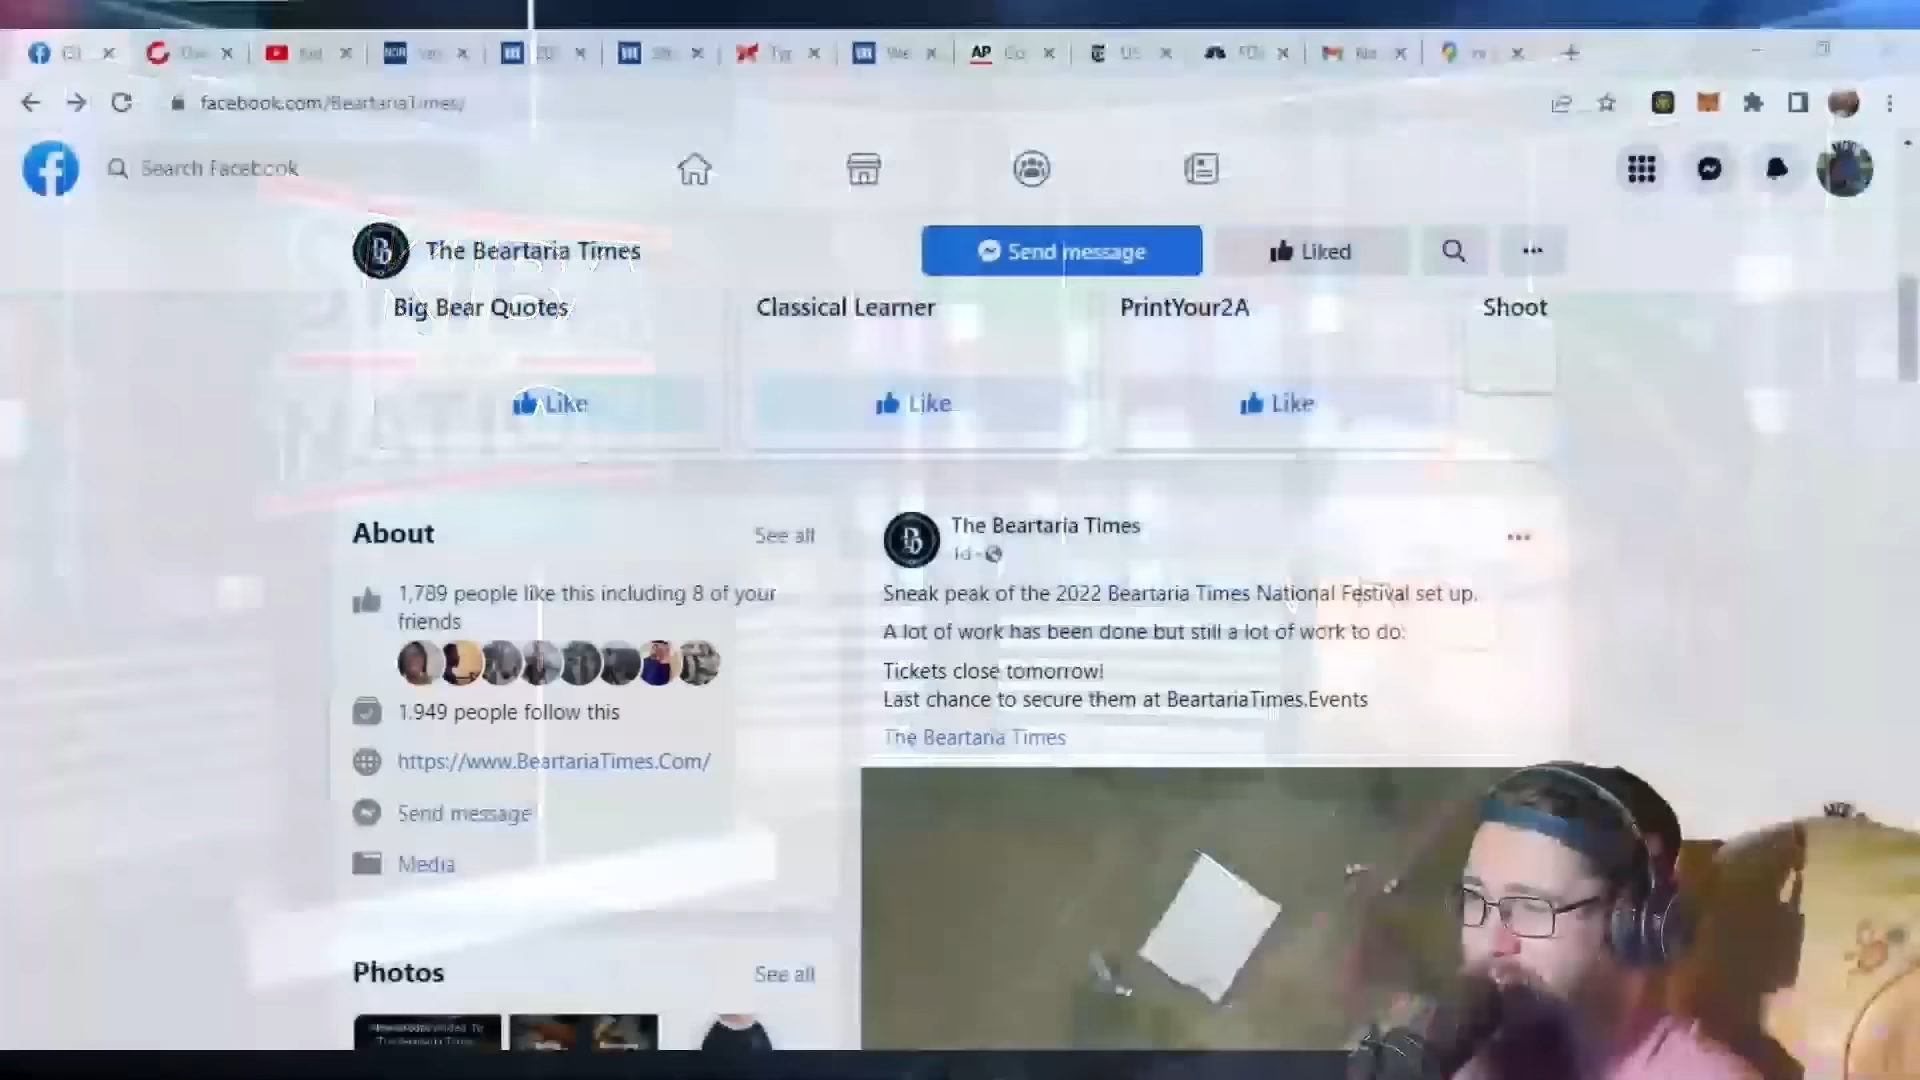 AP
facebook.com/BeartariaTimes/
Search Facebook
The Beartaria Times
Send message
Liked
Big Bear Quotes
Classical Learner
PrintYour2A
Shoot
Like
Like
Like
About
See all
1,789 people like this including 8 of your
friends
1.949 people follow this
https://www.BeartariaTimes.Com/
Send message
Media
Photos
See all
The Beartaria Times
1d
Sneak peak of the 2022 Beartaria Times National Festival set up.
A lot of work has been done but still a lot of work to do.
Tickets close tomorrow!
Last chance to secure them at BeartariaTimes.Events
The Beartaria Times